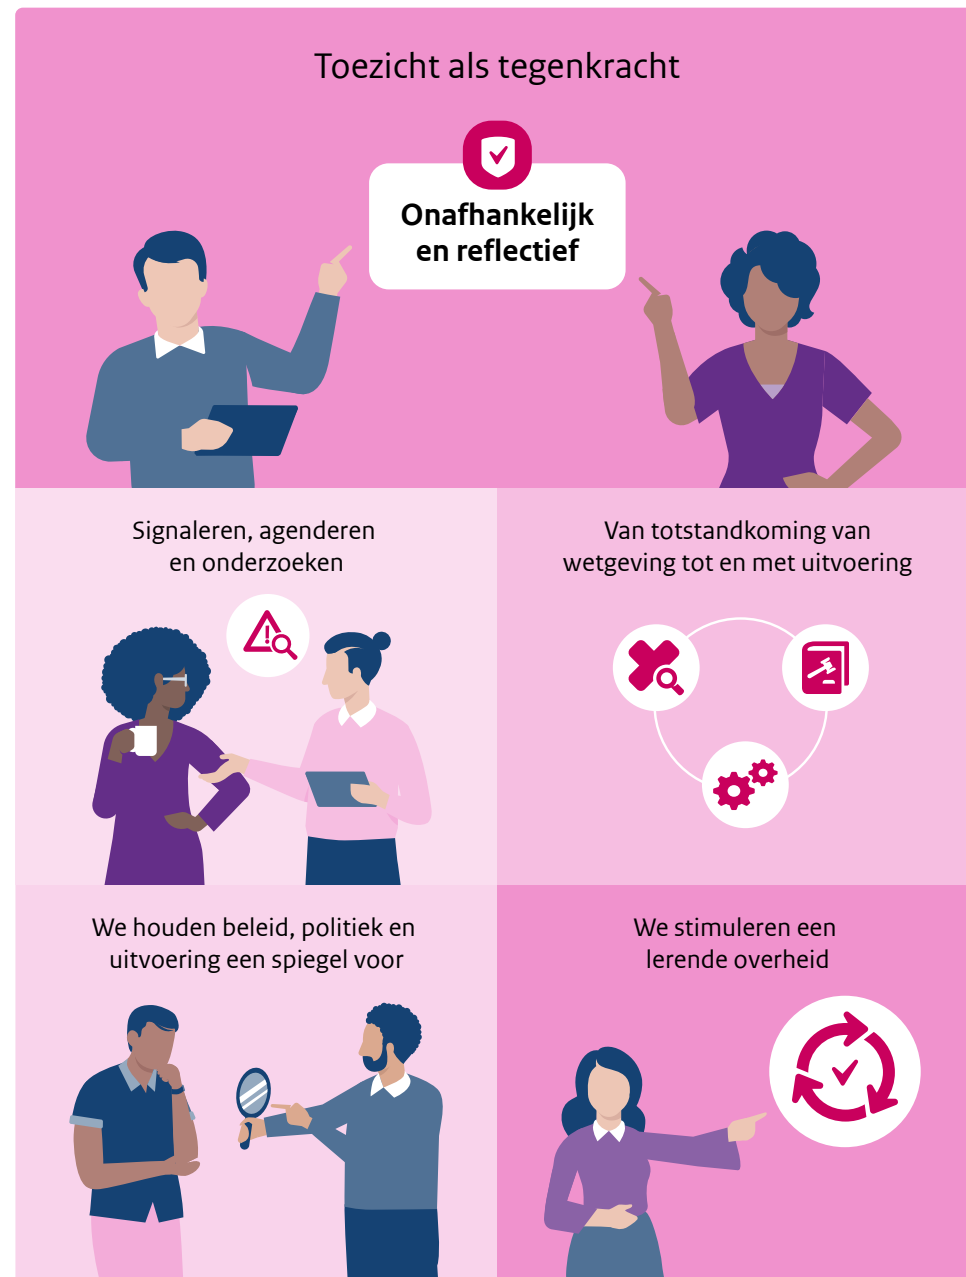 Toezicht als tegenkracht
Onafhankelijk
en reflectief
Signaleren, agenderen
en onderzoeken
Van totstandkoming van
wetgeving tot en met uitvoering
We houden beleid, politiek en
uitvoering een spiegel voor
We stimuleren een
lerende overheid